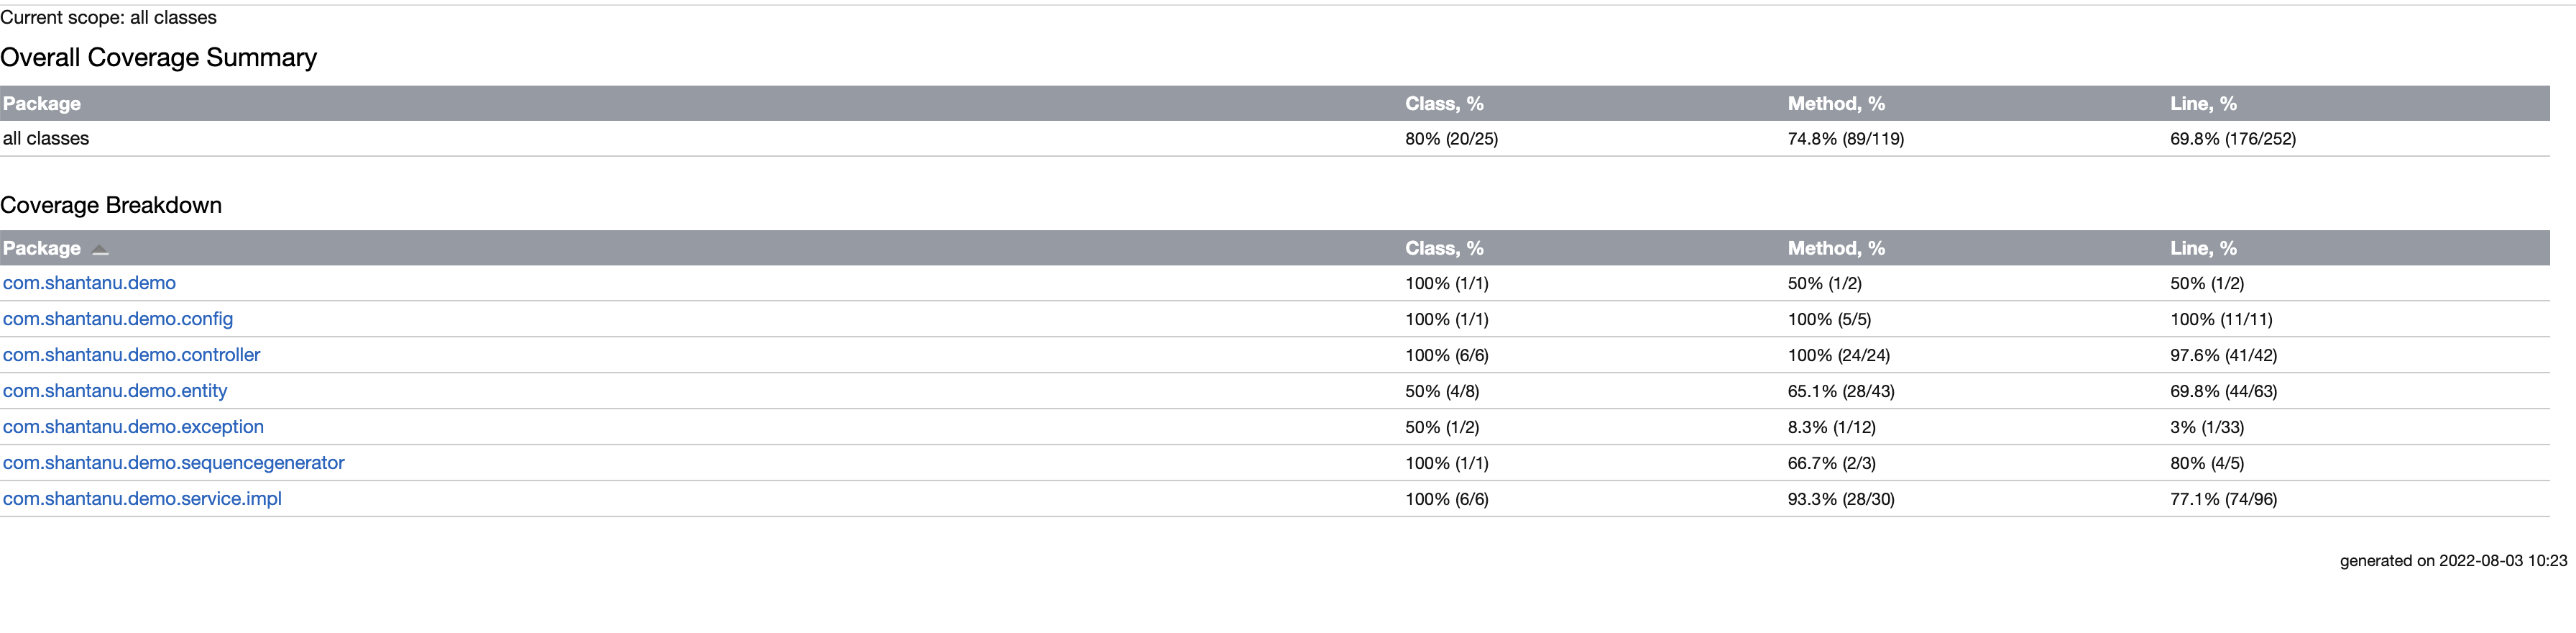 Current scope: all classes
Overall Coverage Summary
Package Class, % Method, % Line, %
all classes 80% (20/25) 74.8% (89/119) 69.8% (176/252)
Coverage Breakdown
Package Class, % Method, % Line, %
com.shantanu.demo 100% (1/1) 50% (1/2) 50% (1/2)
com.shantanu.demo.config 100% (1/1) 100% (5/5) 100% (11/11)
com.shantanu.demo.controller 100% (6/6) 100% (24/24) 97.6% (41/42)
com.shantanu.demo.entity 50% (4/8) 65.1% (28/43) 69.8% (44/63)
com.shantanu.demo.exception 50% (1/2) 8.3% (1/12) 3% (1/33)
com.shantanu.demo.sequencegenerator 100% (1/1) 66.7% (2/3) 80% (4/5)
com.shantanu.demo.service.impl 100% (6/6) 93.3% (28/30) 77.1% (74/96)
generated on 2022-08-03 10:23